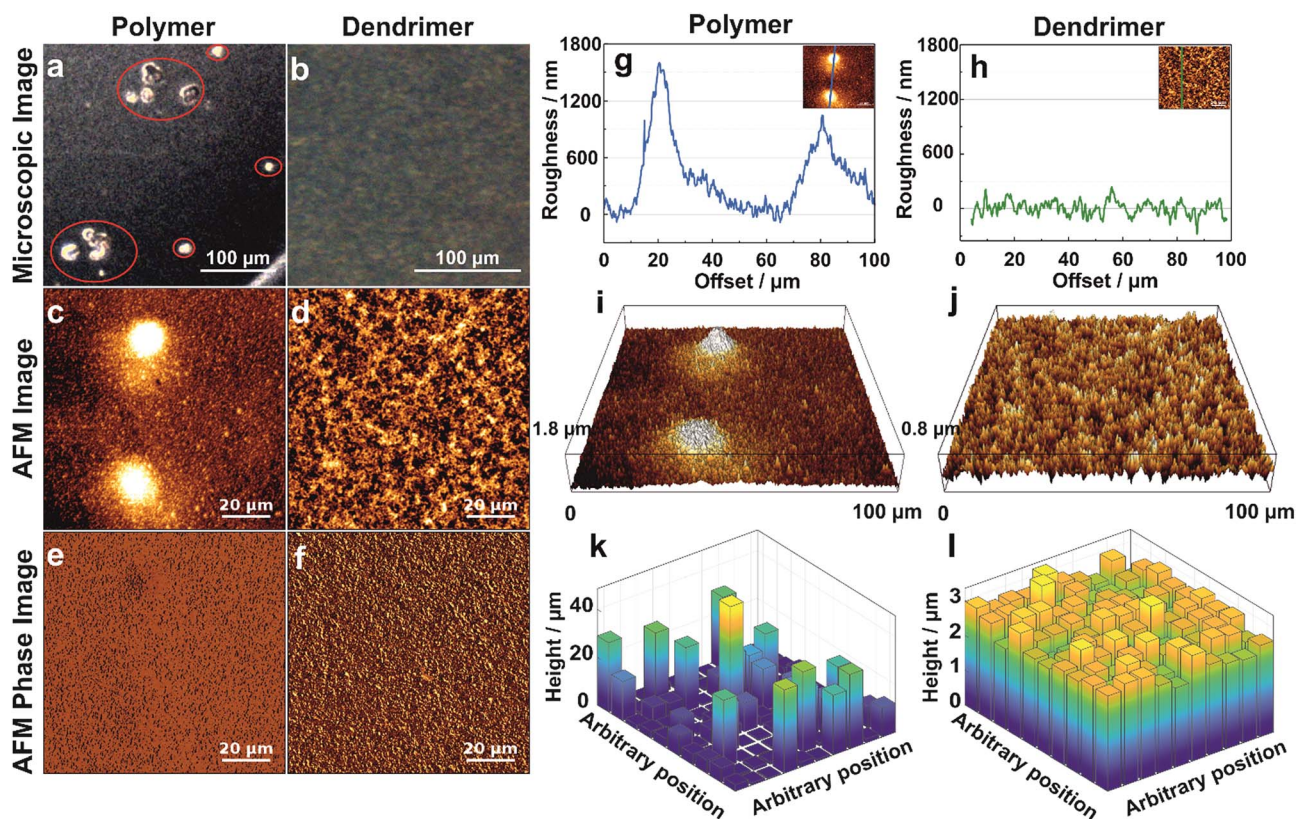 Polymer
Dendrimer
Polymer
Dendrimer
Microscopic Image
AFM Image
AFM Phase Image
a
100 µm
b
100 µm
c
20 µm
d
20 µm
e
20 µm
f
20 µm
g
Roughness / nm
1800
1200
600
0
0 20 40 60 80 100
Offset / µm
h
Roughness / nm
1800
1200
600
0
0 20 40 60 80 100
Offset / µm
i
1.8 µm
0
100 µm
j
0.8 µm
0
100 µm
k
Height / µm
40
20
0
Arbitrary position
Arbitrary position
l
Height / µm
3
2
1
0
Arbitrary position
Arbitrary position